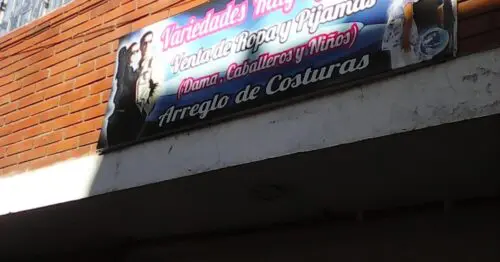 Variedades
Venta de Ropa y Pijamas
(Dama, Caballeros y Niños)
Arreglo de Costuras